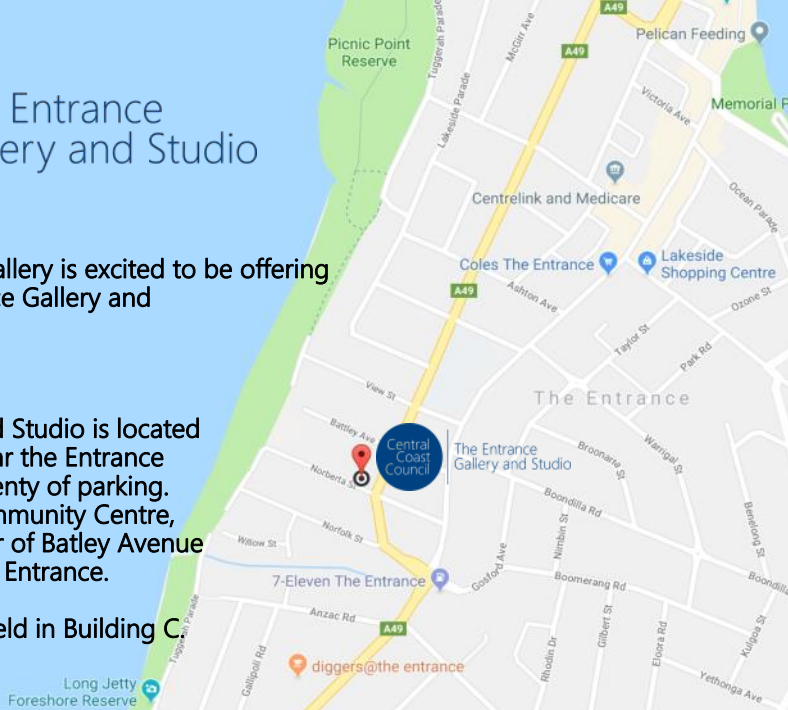 Entrance
ery and Studio
allery is excited to be offering
e Gallery and
d Studio is located
ar the Entrance
enty of parking.
mmunity Centre,
r of Batley Avenue
Entrance.
eld in Building C.
A49
Pelican Feeding
Picnic Point
Reserve
Tuggerah Parade
McGirr Ave
A49
Lakeside Parade
Victoria Ave
Memorial P
Centrelink and Medicare
Ocean Parade
Coles The Entrance
Lakeside
Shopping Centre
A49
Ashton Ave
Ozone St
Taylor St
Park Rd
View St
The Entrance
Battley Ave
Central
Coast
Council
The Entrance
Gallery and Studio
Norberta St
Broonarra St
Warrigal St
Boondilla Rd
Norfolk St
Willow St
Nimbin St
Benelong St
7-Eleven The Entrance
Gosford Ave
Boomerang Rd
Boondill
Anzac Rd
Tuggerah Parade
A49
Gilbert St
Eloora Rd
Kulgoa St
Rhodin Dr
Gallipoli Rd
diggers@the entrance
Yethonga Ave
Long Jetty
Foreshore Reserve